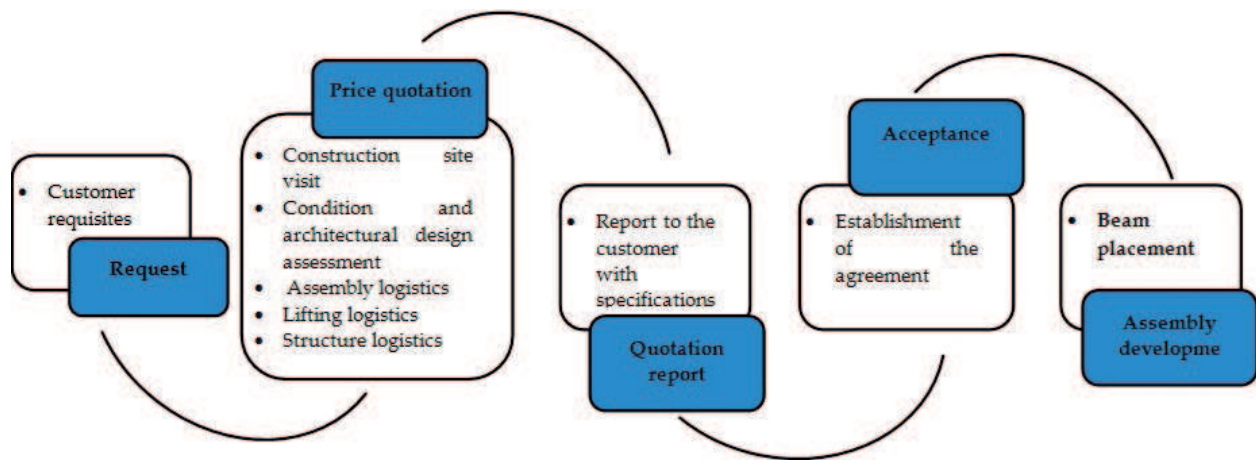 Request
• Customer
requisites
Price quotation
• Construction site
visit
• Condition and
architectural design
assessment
• Assembly logistics
• Lifting logistics
• Structure logistics
Quotation
report
• Report to the
customer
with
specifications
Acceptance
• Establishment
of the
agreement
Assembly
developme
• Beam
placement